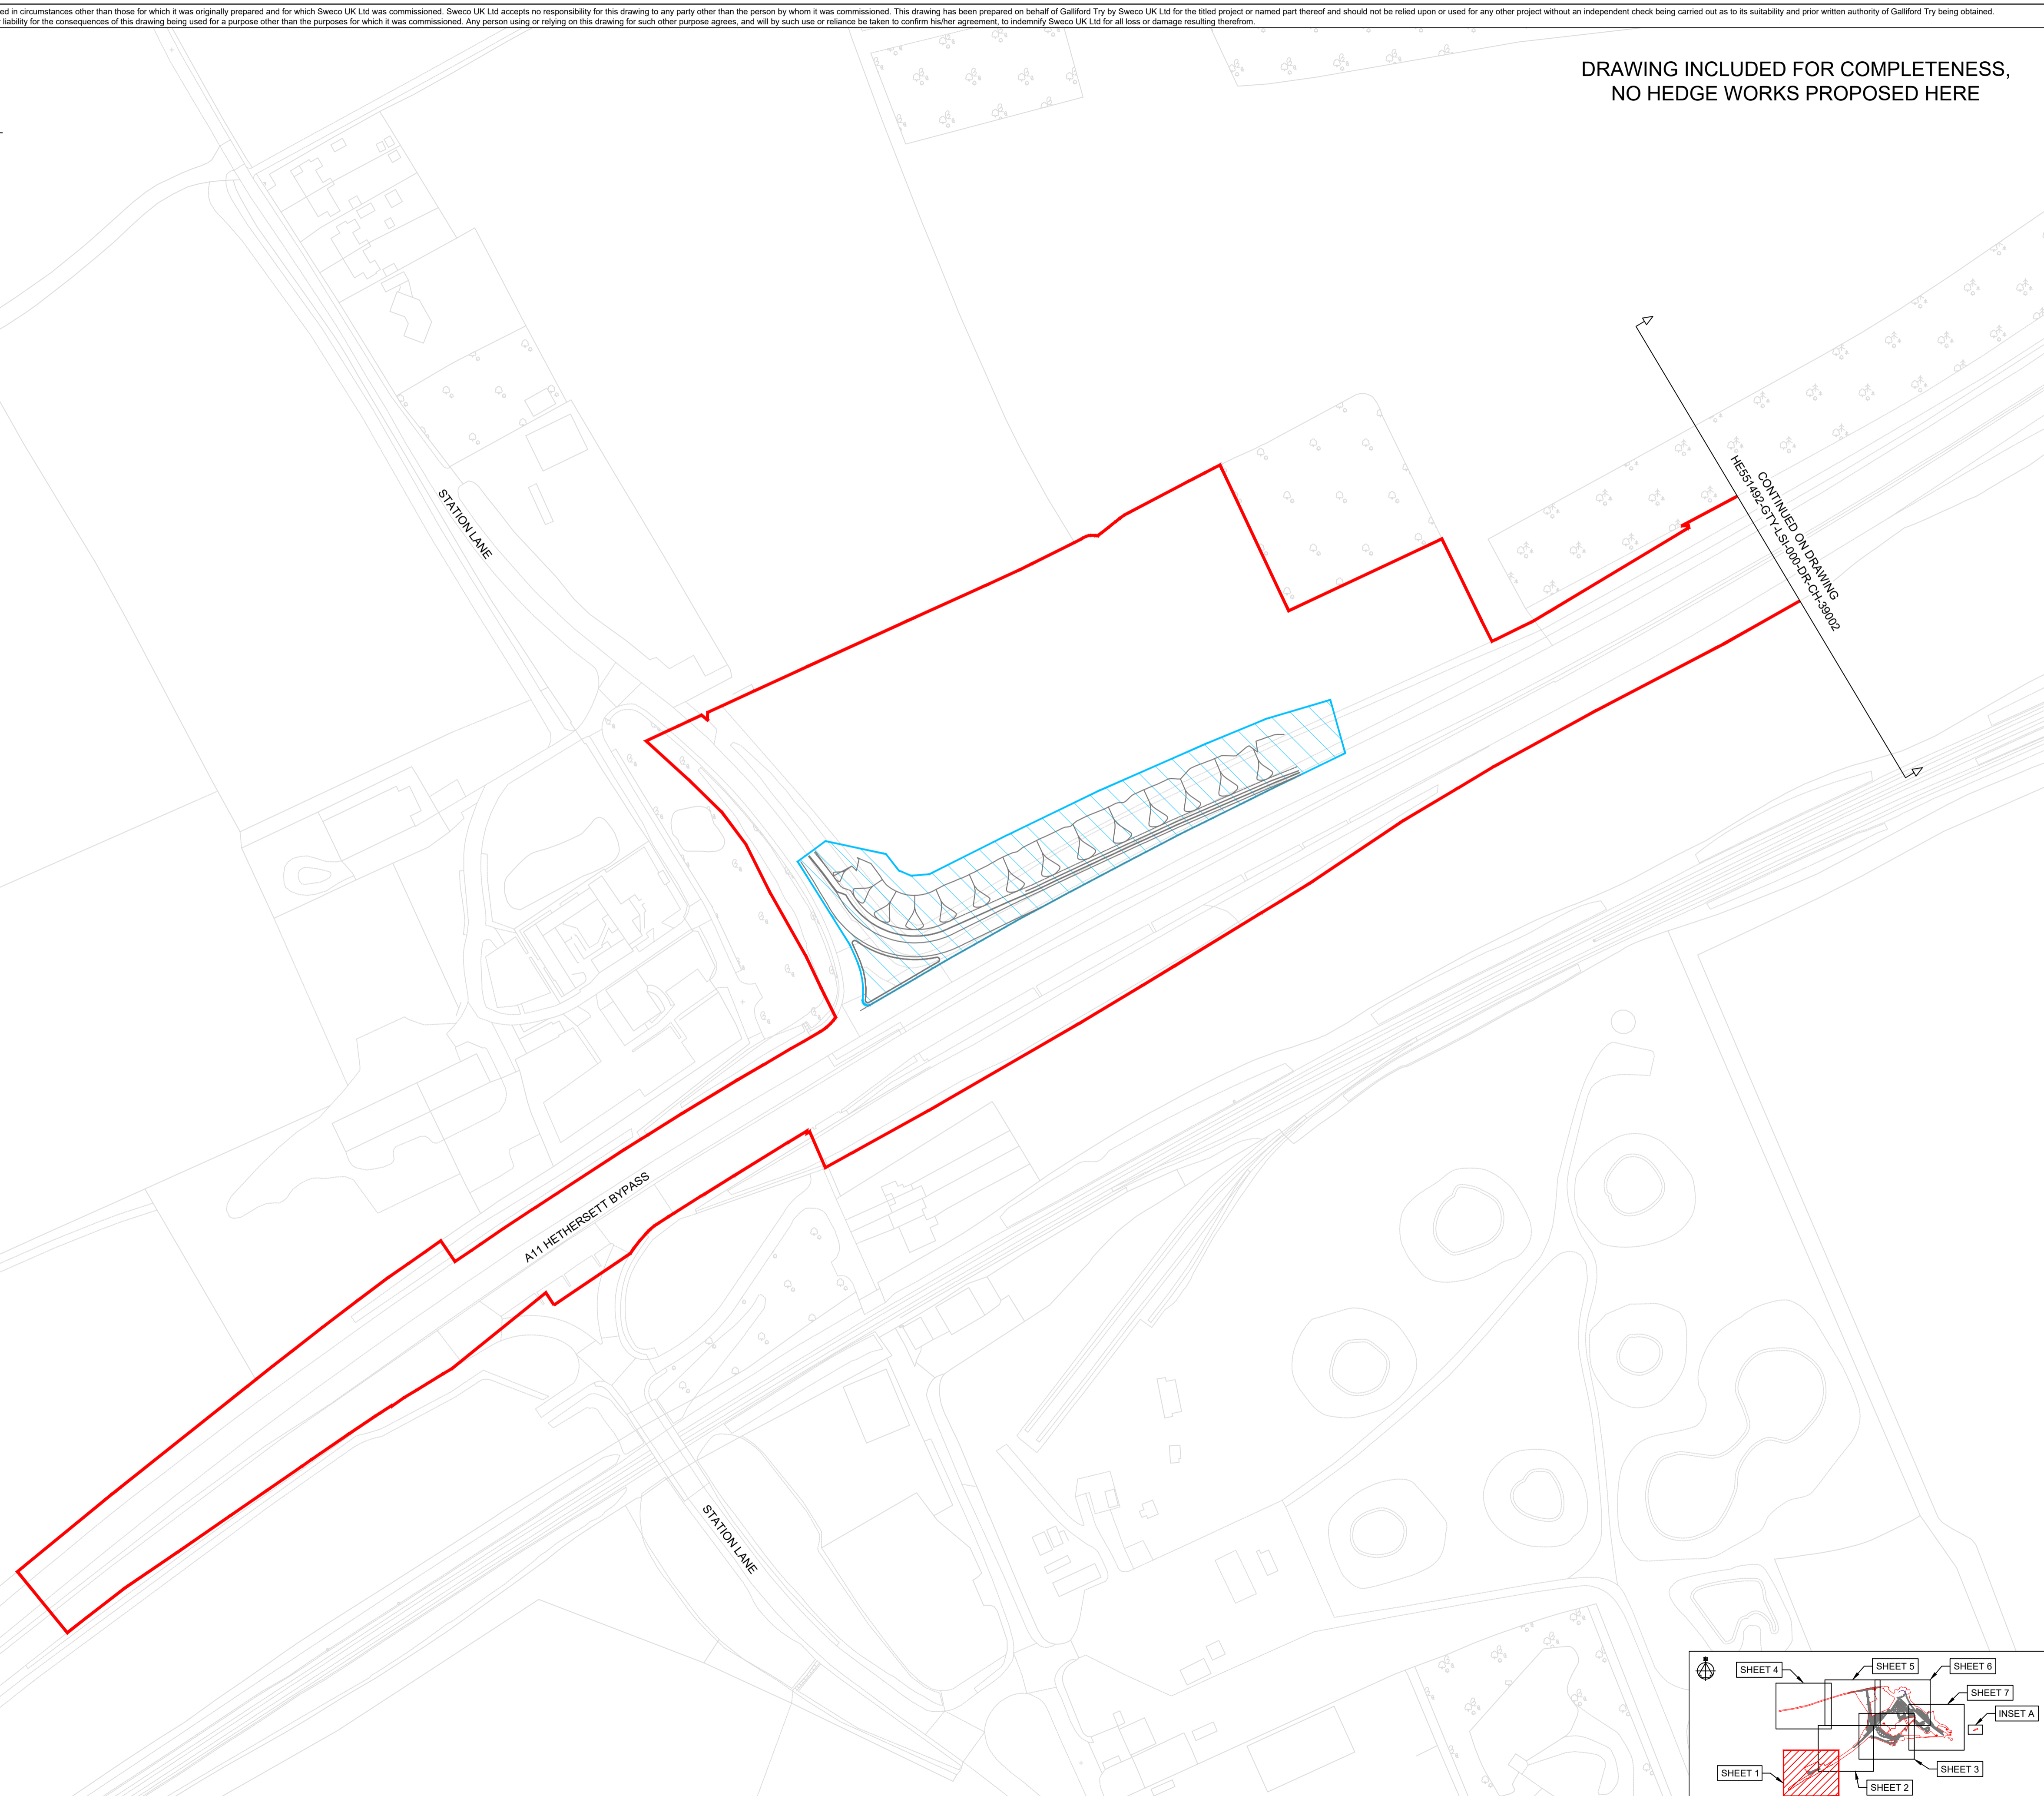 ed in circumstances other than those for which it was originally prepared and for which Sweco UK Ltd was commissioned. Sweco UK Ltd accepts no responsibility for this drawing to any party other than the person by whom it was commissioned. This drawing has been prepared on behalf of Galliford Try by Sweco UK Ltd for the titled project or named part thereof and should not be relied upon or used for any other project without an independent check being carried out as to its suitability and prior written authority of Galliford Try being obtained.
liability for the consequences of this drawing being used for a purpose other than the purposes for which it was commissioned. Any person using or relying on this drawing for such other purpose agrees, and will by such use or reliance be taken to confirm his/her agreement, to indemnify Sweco UK Ltd for all loss or damage resulting therefrom.
DRAWING INCLUDED FOR COMPLETENESS,
NO HEDGE WORKS PROPOSED HERE
STATION LANE
CONTINUED ON DRAWING
HE551492-GTY-LSI-000-DR-CH-39002
A11 HETHERSETT BYPASS
STATION LANE
SHEET 4
SHEET 5
SHEET 6
SHEET 7
INSET A
SHEET 1
SHEET 3
SHEET 2